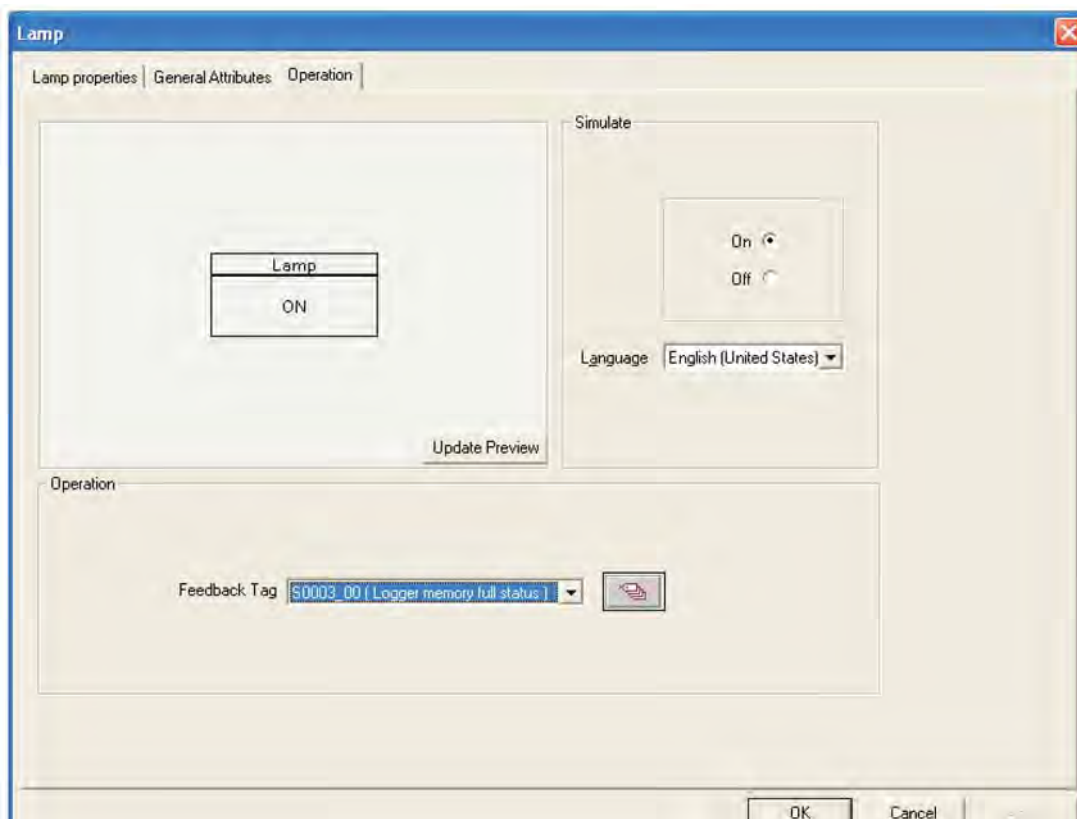 Lamp
Lamp properties
General Attributes
Operation
Lamp
ON
Update Preview
Simulate
On
Off
Language
English (United States)
Operation
Feedback Tag
S0003_00 ( Logger memory full status )
OK
Cancel